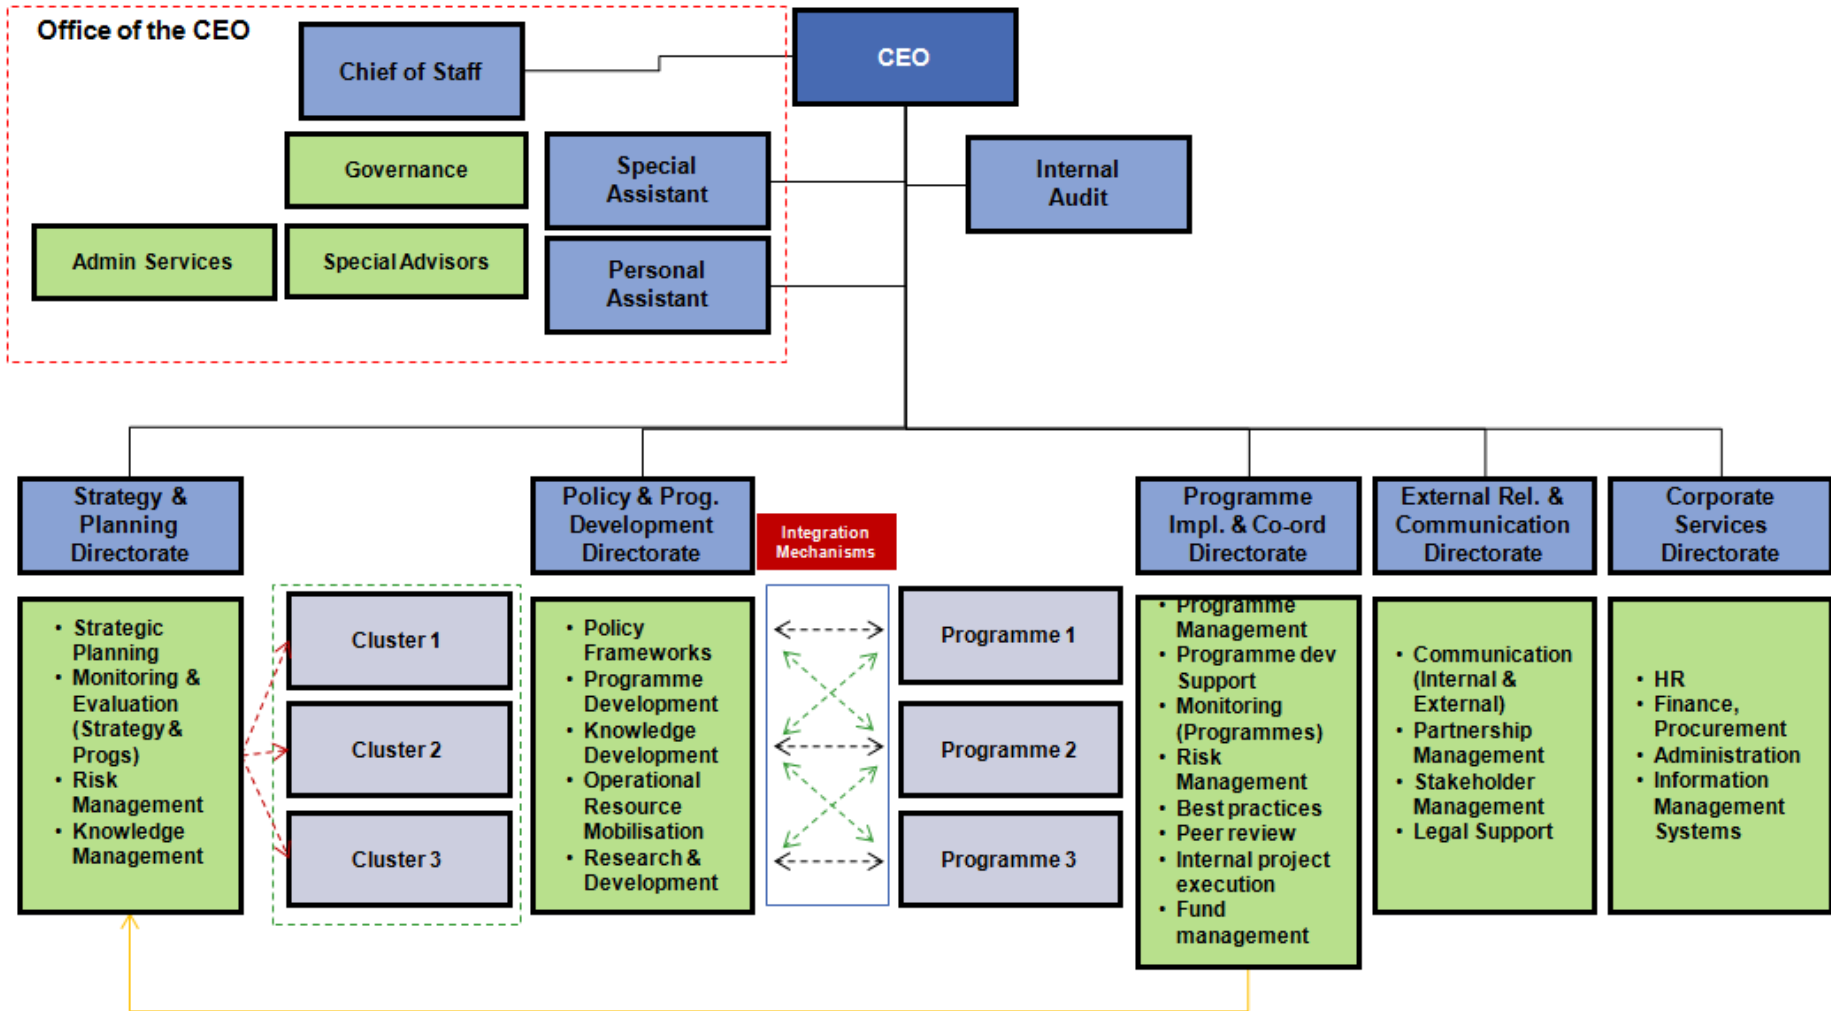 Office of the CEO
Chief of Staff
CEO
Governance
Special
Assistant
Internal
Audit
Admin Services
Special Advisors
Personal
Assistant
Strategy &
Planning
Directorate
Policy & Prog.
Development
Directorate
Integration
Mechanisms
Programme
Impl. & Co-ord
Directorate
External Rel. &
Communication
Directorate
Corporate
Services
Directorate
• Strategic
Planning
• Monitoring &
Evaluation
(Strategy &
Progs)
• Risk
Management
• Knowledge
Management
Cluster 1
Cluster 2
Cluster 3
• Policy
Frameworks
• Programme
Development
• Knowledge
Development
• Operational
Resource
Mobilisation
• Research &
Development
Programme 1
Programme 2
Programme 3
• Programme
Management
• Programme dev
Support
• Monitoring
(Programmes)
• Risk
Management
• Best practices
• Peer review
• Internal project
execution
• Fund
management
• Communication
(Internal &
External)
• Partnership
Management
• Stakeholder
Management
• Legal Support
• HR
• Finance,
Procurement
• Administration
• Information
Management
Systems